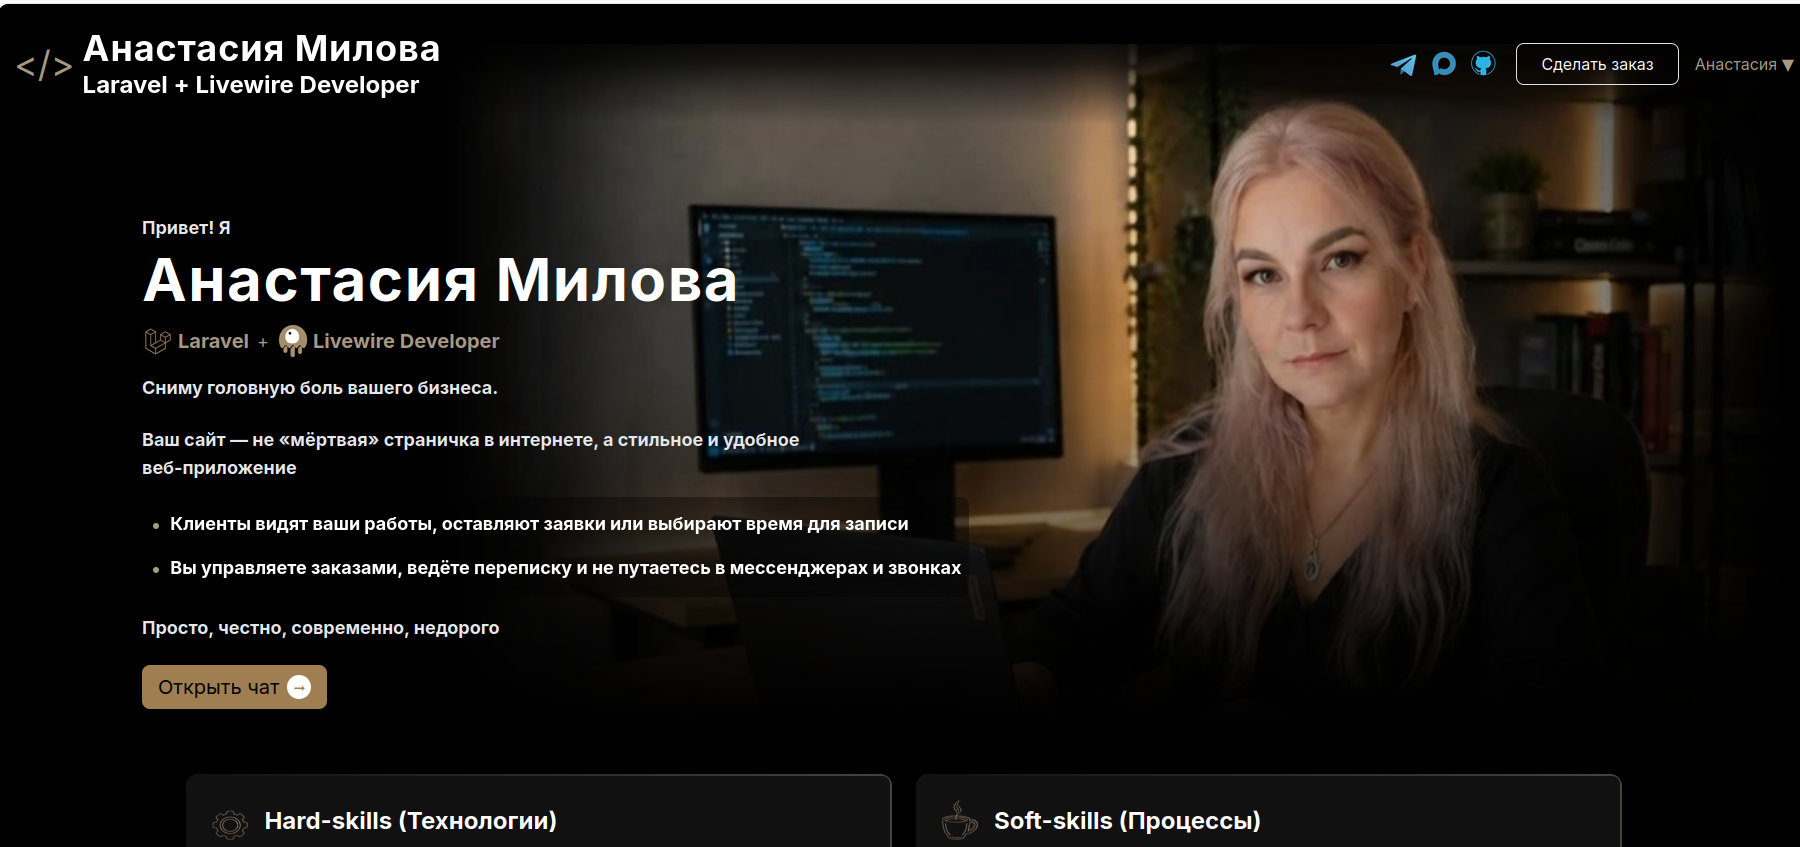 </> Анастасия Милова
Laravel + Livewire Developer
Сделать заказ
Анастасия ▼
Привет! Я
Анастасия Милова
Laravel + Livewire Developer
Сниму головную боль вашего бизнеса.
Ваш сайт — не «мёртвая» страничка в интернете, а стильное и удобное
веб-приложение
• Клиенты видят ваши работы, оставляют заявки или выбирают время для записи
• Вы управляете заказами, ведёте переписку и не путаетесь в мессенджерах и звонках
Просто, честно, современно, недорого
Открыть чат →
Hard-skills (Технологии)
Soft-skills (Процессы)